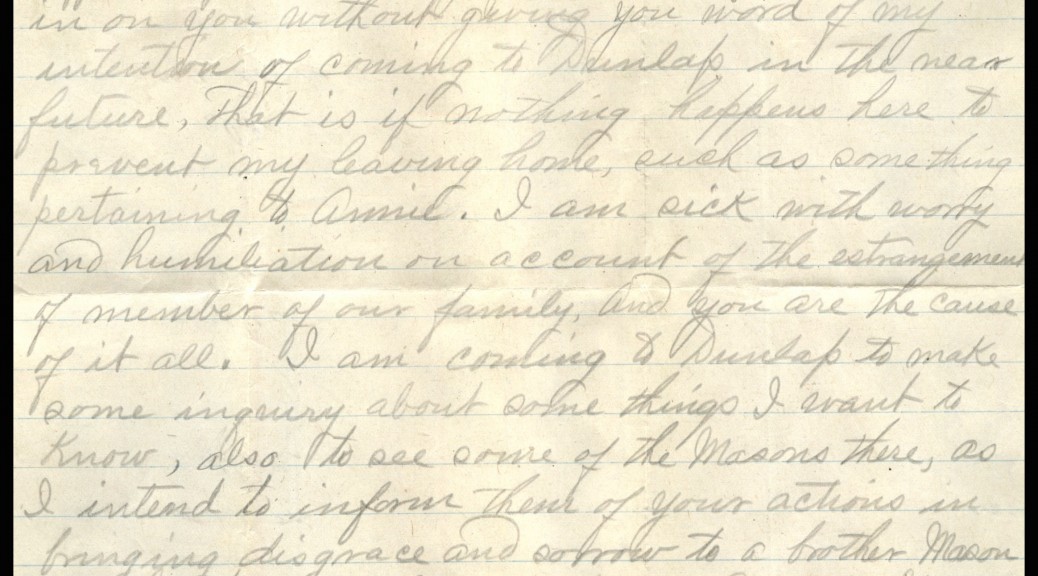 in on you without giving you word of my
intention of coming to Dunlap in the near
future, That is if nothing happens here to
prevent my leaving home, such as something
pertaining to Annie. I am sick with worry
and humiliation on account of the estrangement
of member of our family, And you are the cause
of it all. I am coming to Dunlap to make
some inquiry about some things I want to
Know, also to see some of the Masons there, as
I intend to inform them of your actions in
bringing disgrace and sorrow to a brother Mason